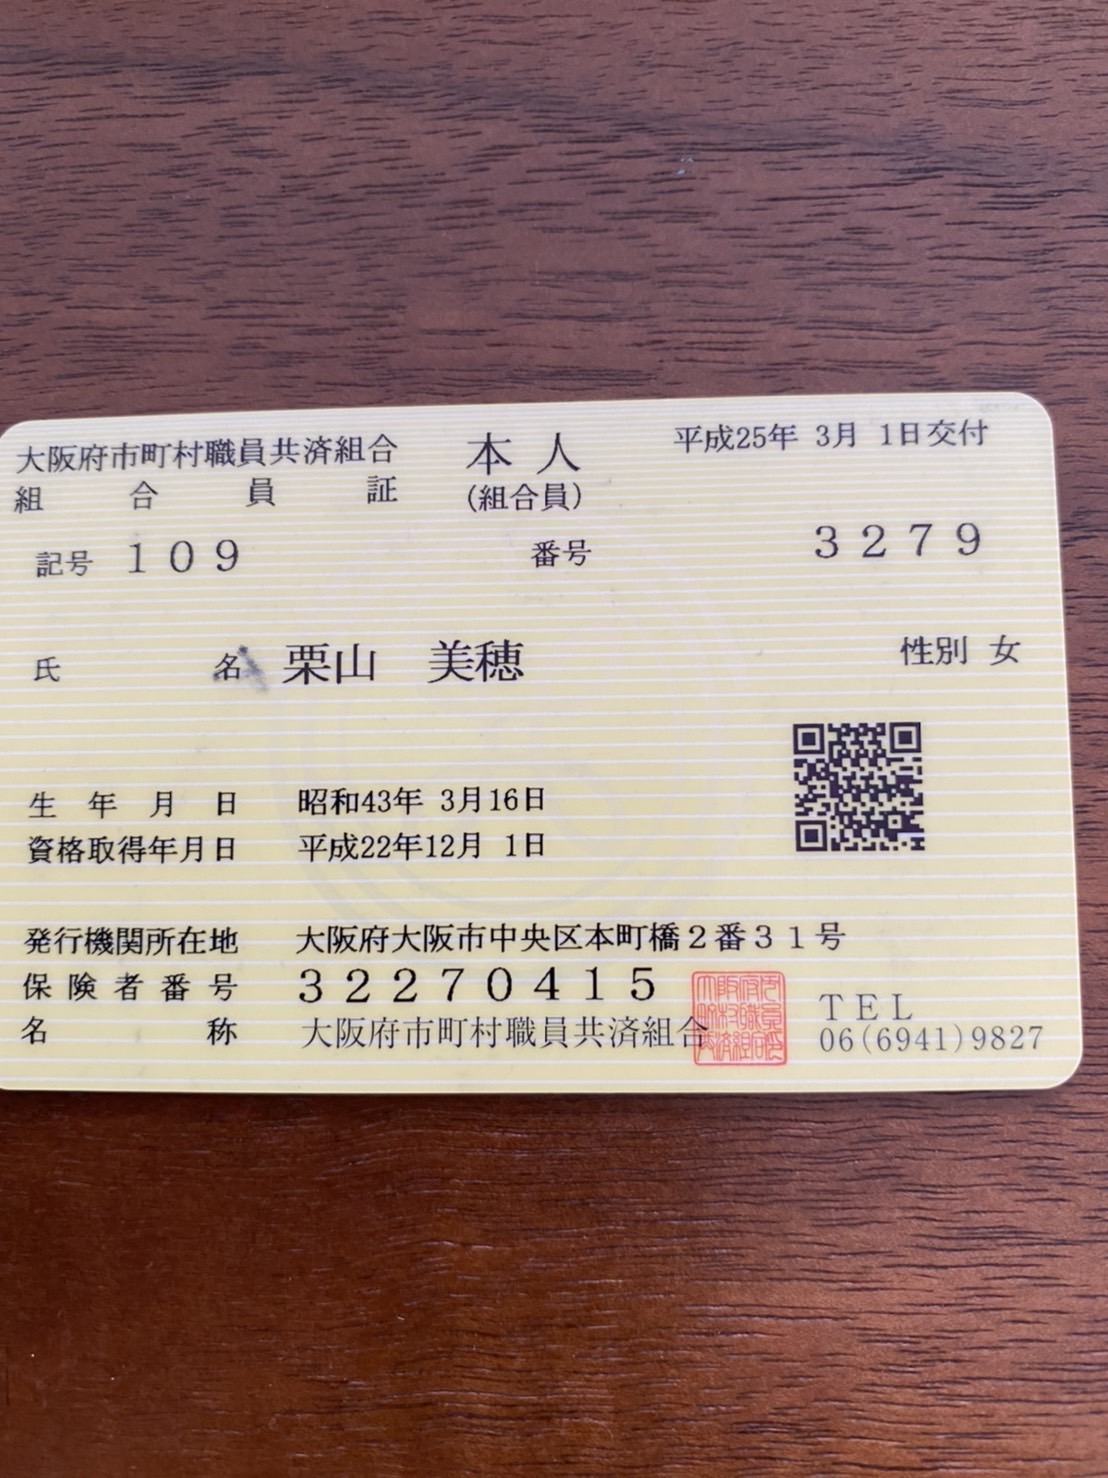 大阪府市町村職員共済組合 本人 平成25年 3月 1日交付
組合員証 (組合員)
記号 109 番号 3279
氏名 栗山 美穂 性別 女
生年月日 昭和43年 3月16日
資格取得年月日 平成22年12月 1日
発行機関所在地 大阪府大阪市中央区本町橋2番31号
保険者番号 32270415 TEL
名称 大阪府市町村職員共済組合 06(6941)9827